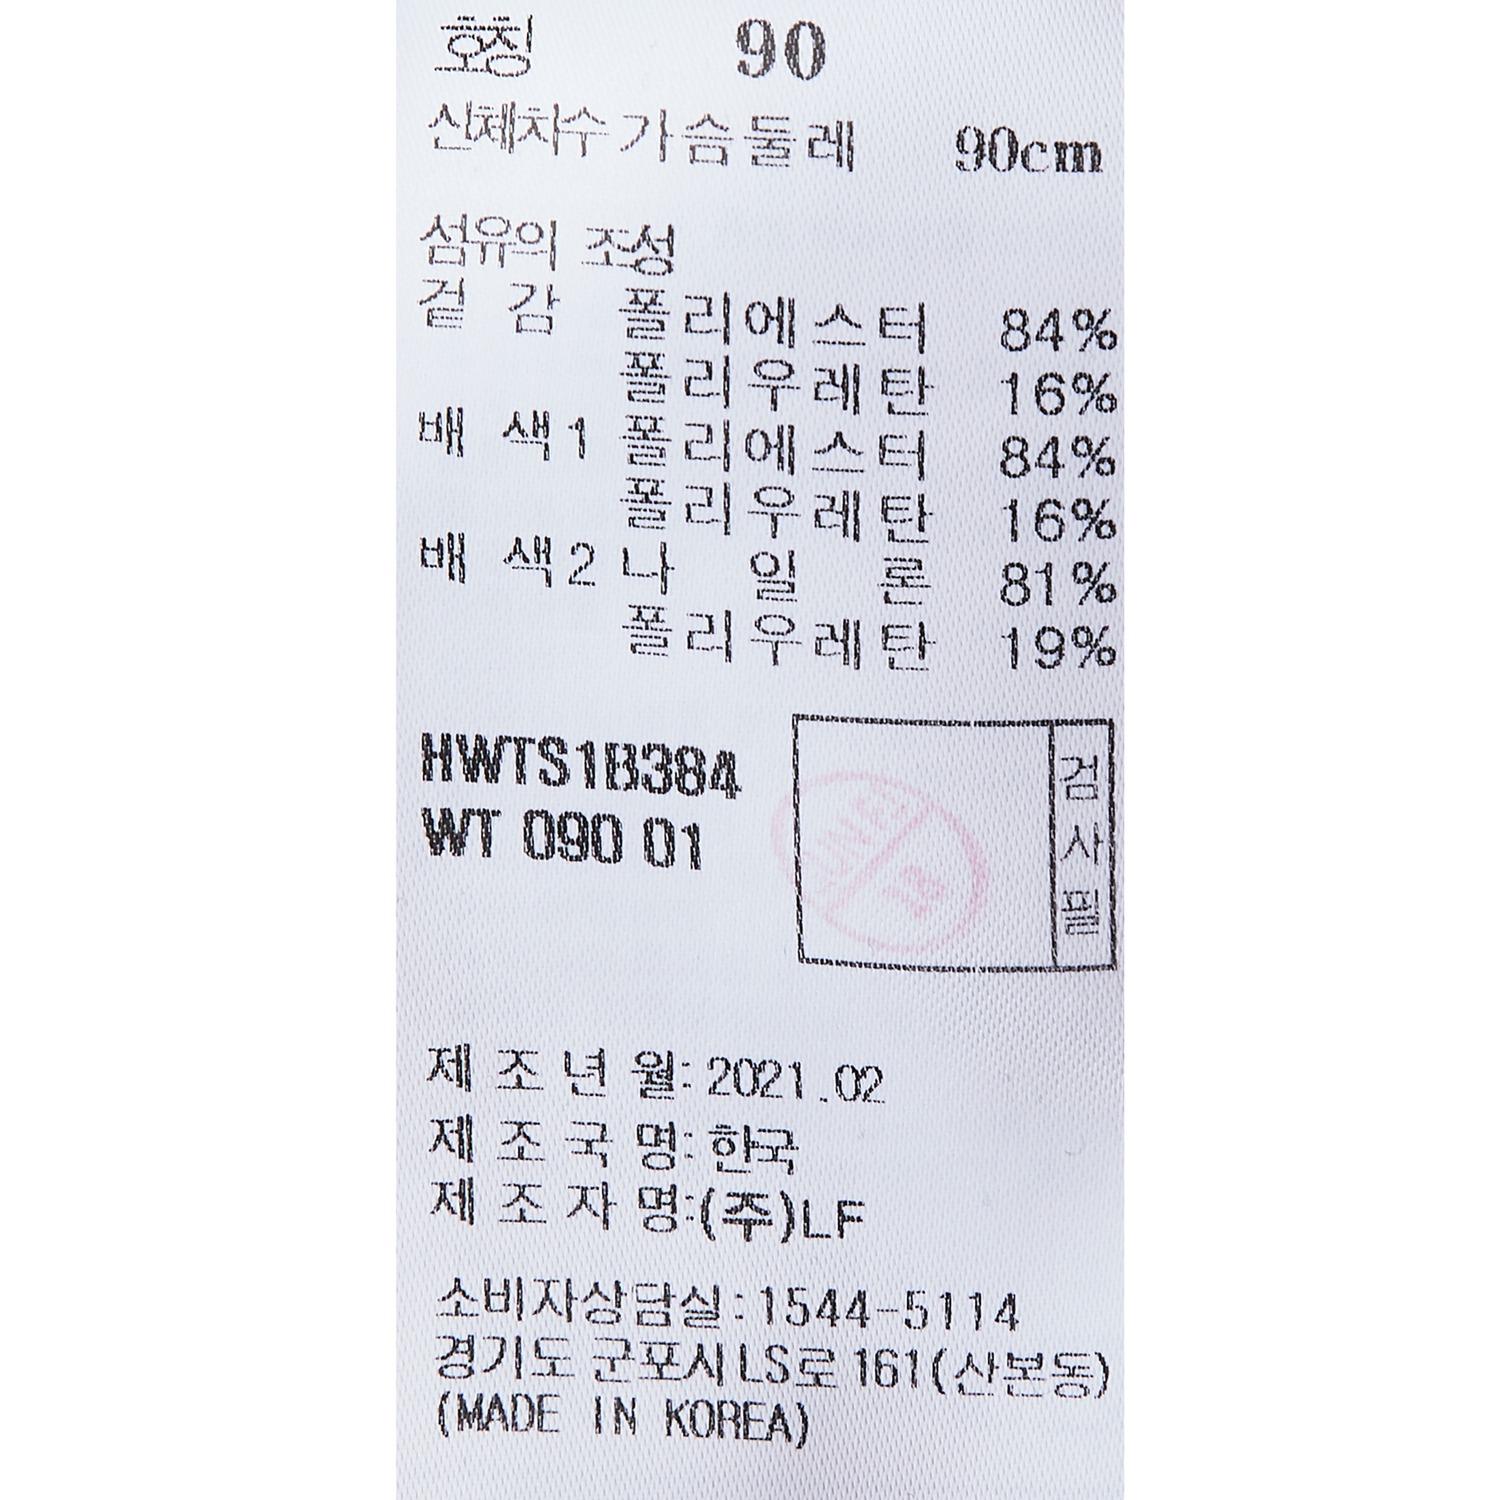 호칭 90
신체치수 가슴둘레 90cm
섬유의 조성
겉 감 폴리에스터 84%
폴리우레탄 16%
배 색1 폴리에스터 84%
폴리우레탄 16%
배 색2 나 일 론 81%
폴리우레탄 19%
HWTS1B384
WT 090 01
검사필
제 조 년 월: 2021.02
제 조 국 명: 한국
제 조 자 명:(주)LF
소비자상담실:1544-5114
경기도 군포시 LS로 161(산본동)
(MADE IN KOREA)